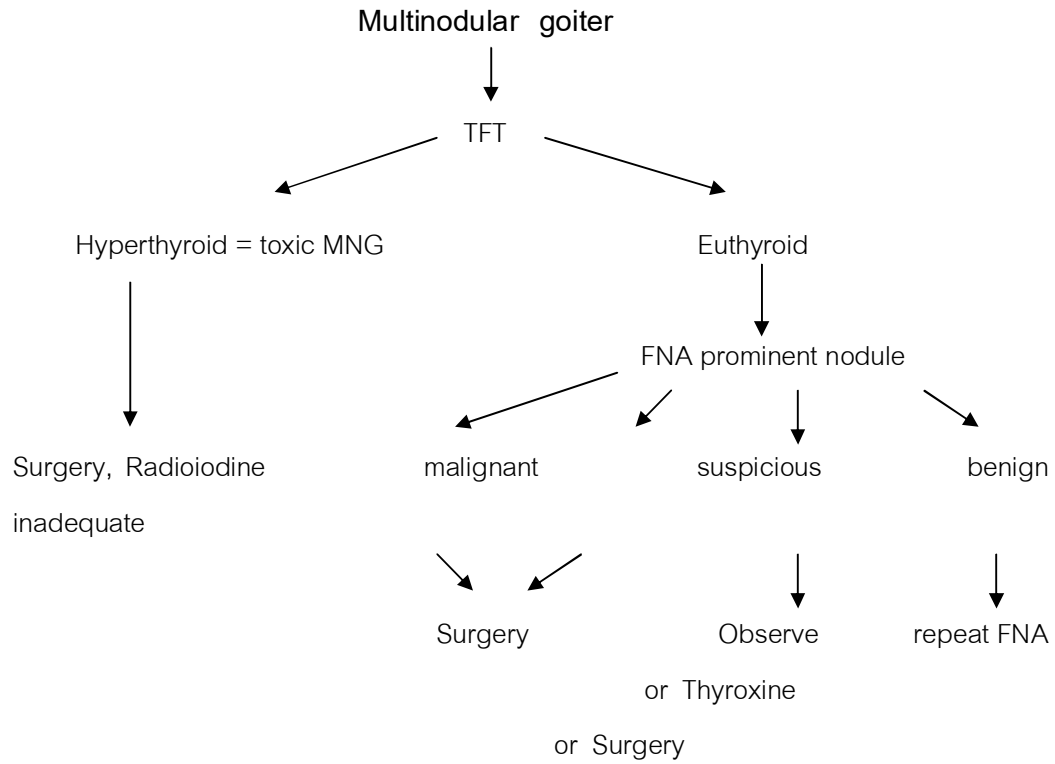 Multinodular goiter
TFT
Hyperthyroid = toxic MNG Euthyroid
FNA prominent nodule
Surgery, Radioiodine malignant suspicious benign
inadequate
Surgery Observe repeat FNA
or Thyroxine
or Surgery